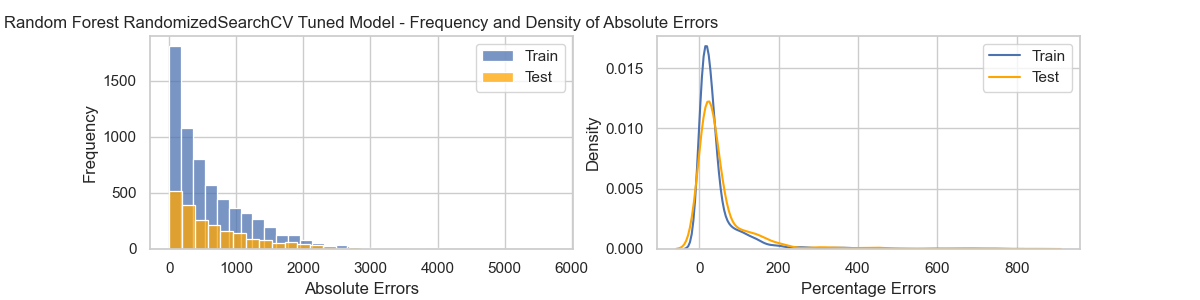 Random Forest RandomizedSearchCV Tuned Model - Frequency and Density of Absolute Errors
Train
Test
1500
1000
500
0
Frequency
0 1000 2000 3000 4000 5000 6000
Absolute Errors
Train
Test
0.015
0.010
0.005
0.000
Density
0 200 400 600 800
Percentage Errors